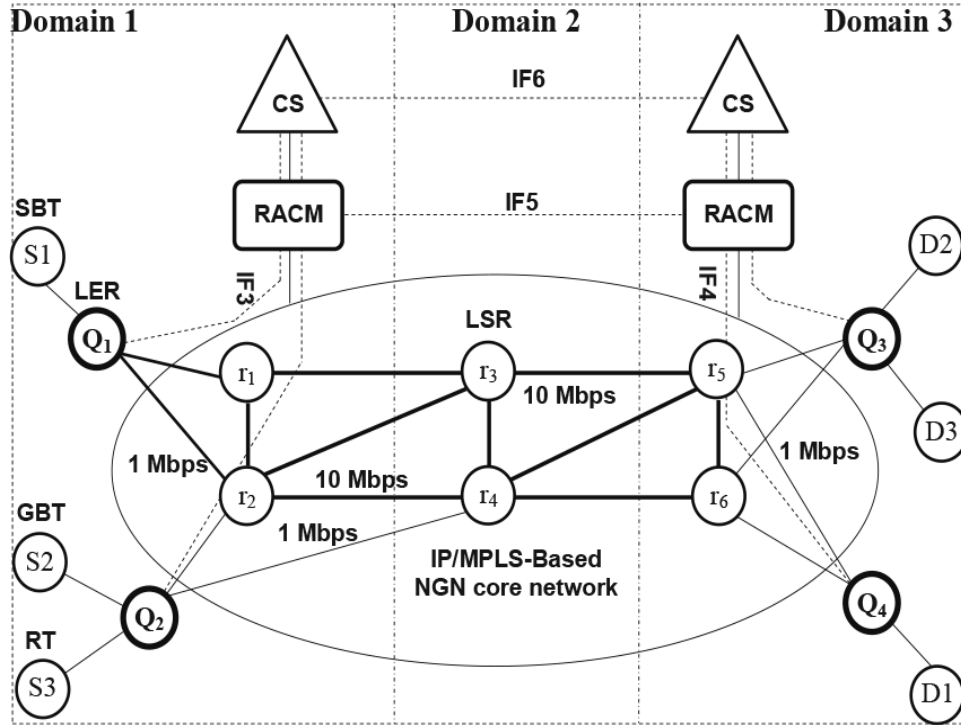 Domain 1
Domain 2
Domain 3
CS
IF6
CS
RACM
IF5
RACM
SBT
S1
LER
IF3
IF4
D2
Q1
LSR
Q3
r1
r3
r5
10 Mbps
D3
1 Mbps
1 Mbps
r2
10 Mbps
r4
r6
GBT
1 Mbps
S2
IP/MPLS-Based
NGN core network
Q2
Q4
RT
S3
D1